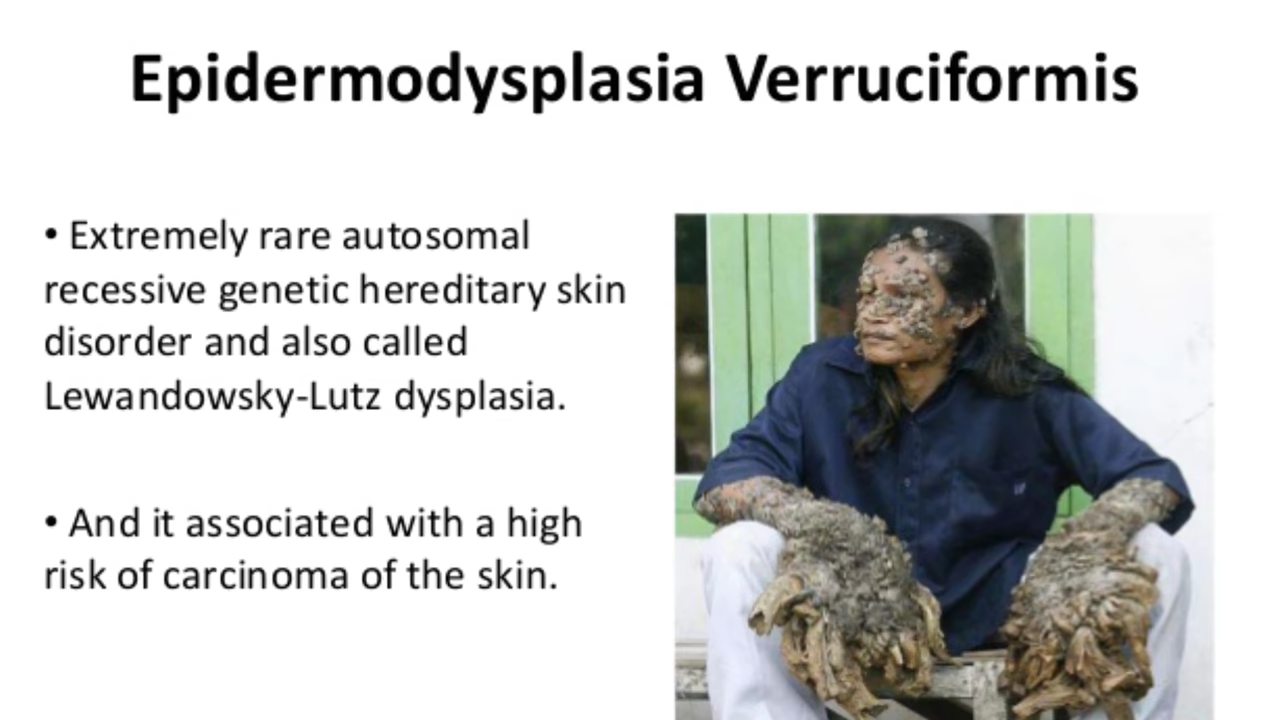 Epidermodysplasia Verruciformis
• Extremely rare autosomal
recessive genetic hereditary skin
disorder and also called
Lewandowsky-Lutz dysplasia.
• And it associated with a high
risk of carcinoma of the skin.